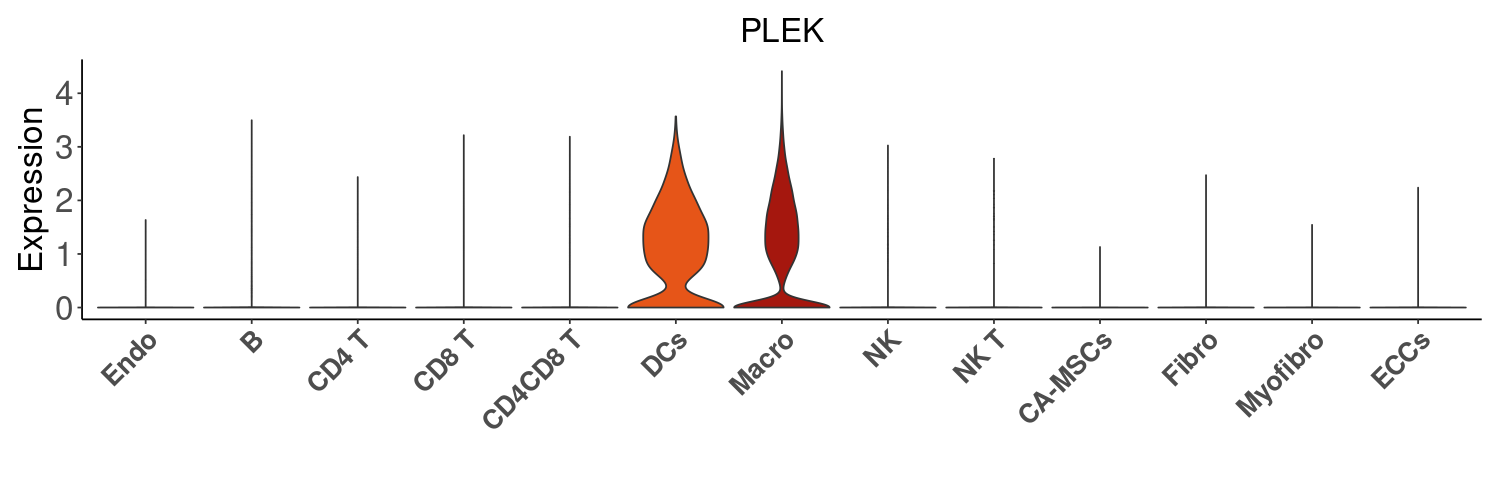 PLEK
Expression
4
3
2
1
0
Endo
B
CD4 T
CD8 T
CD4CD8 T
DCs
Macro
NK
NK T
CA-MSCs
Fibro
Myofibro
ECCs